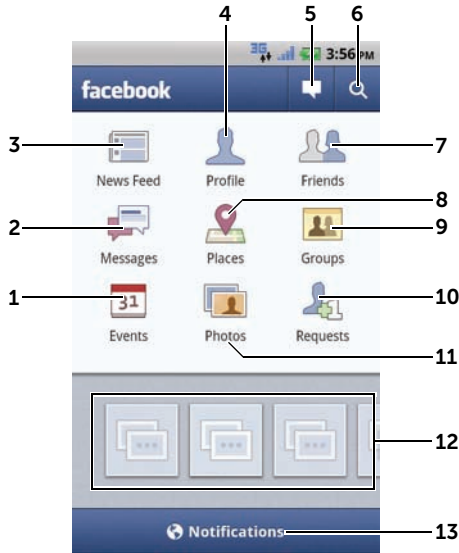 4 5 6
3G 3:56 PM
facebook
3 7
News Feed Profile Friends
2 8
9
Messages Places Groups
1 31 1 10
Events Photos Requests
11
12
Notifications 13